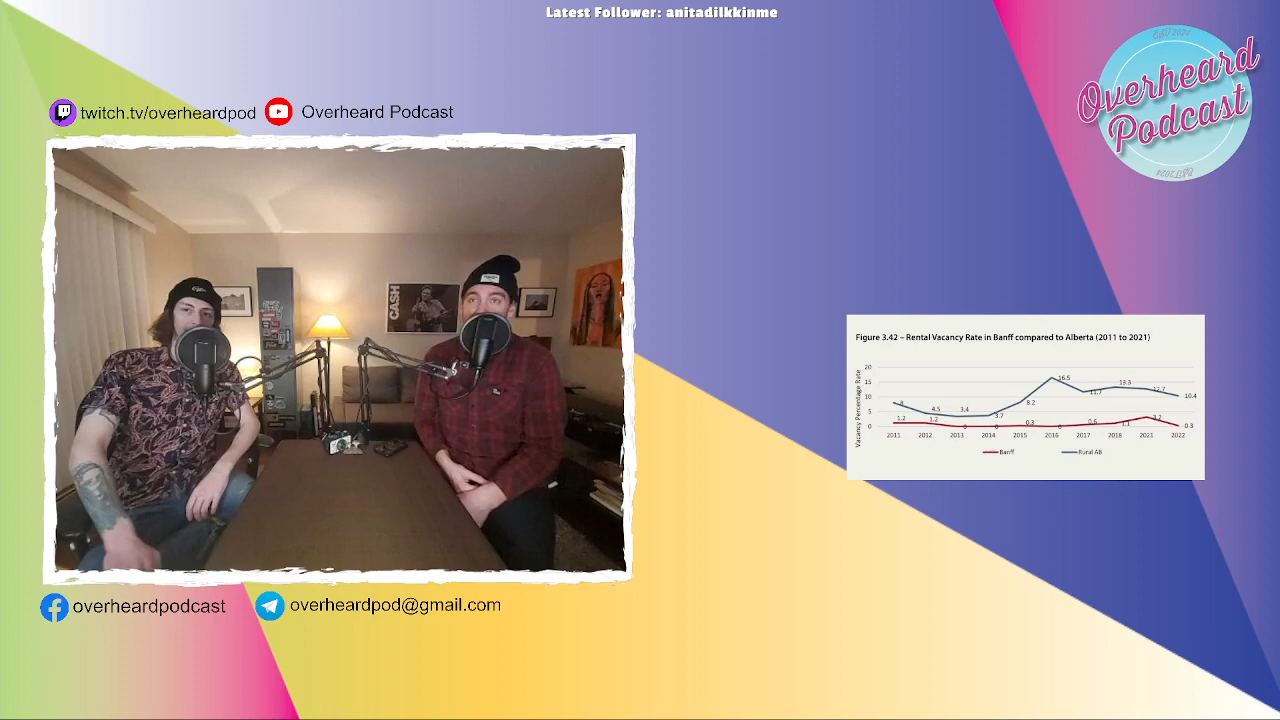 Latest Follower: anitadilkkinme
Overheard
Podcast
twitch.tv/overheardpod
Overheard Podcast
CASH
Figure 3.42 – Rental Vacancy Rate in Banff compared to Alberta (2011 to 2021)
Vacancy Percentage Rate
20
15
10
5
0
8
4.5
3.4
3.7
8.2
16.5
11.7
13.3
12.7
10.4
1.2
1.2
0
0
0.3
0
0.6
1.1
3.2
0.3
2011 2012 2013 2014 2015 2016 2017 2018 2021 2022
Banff Rural AB
overheardpodcast
overheardpod@gmail.com